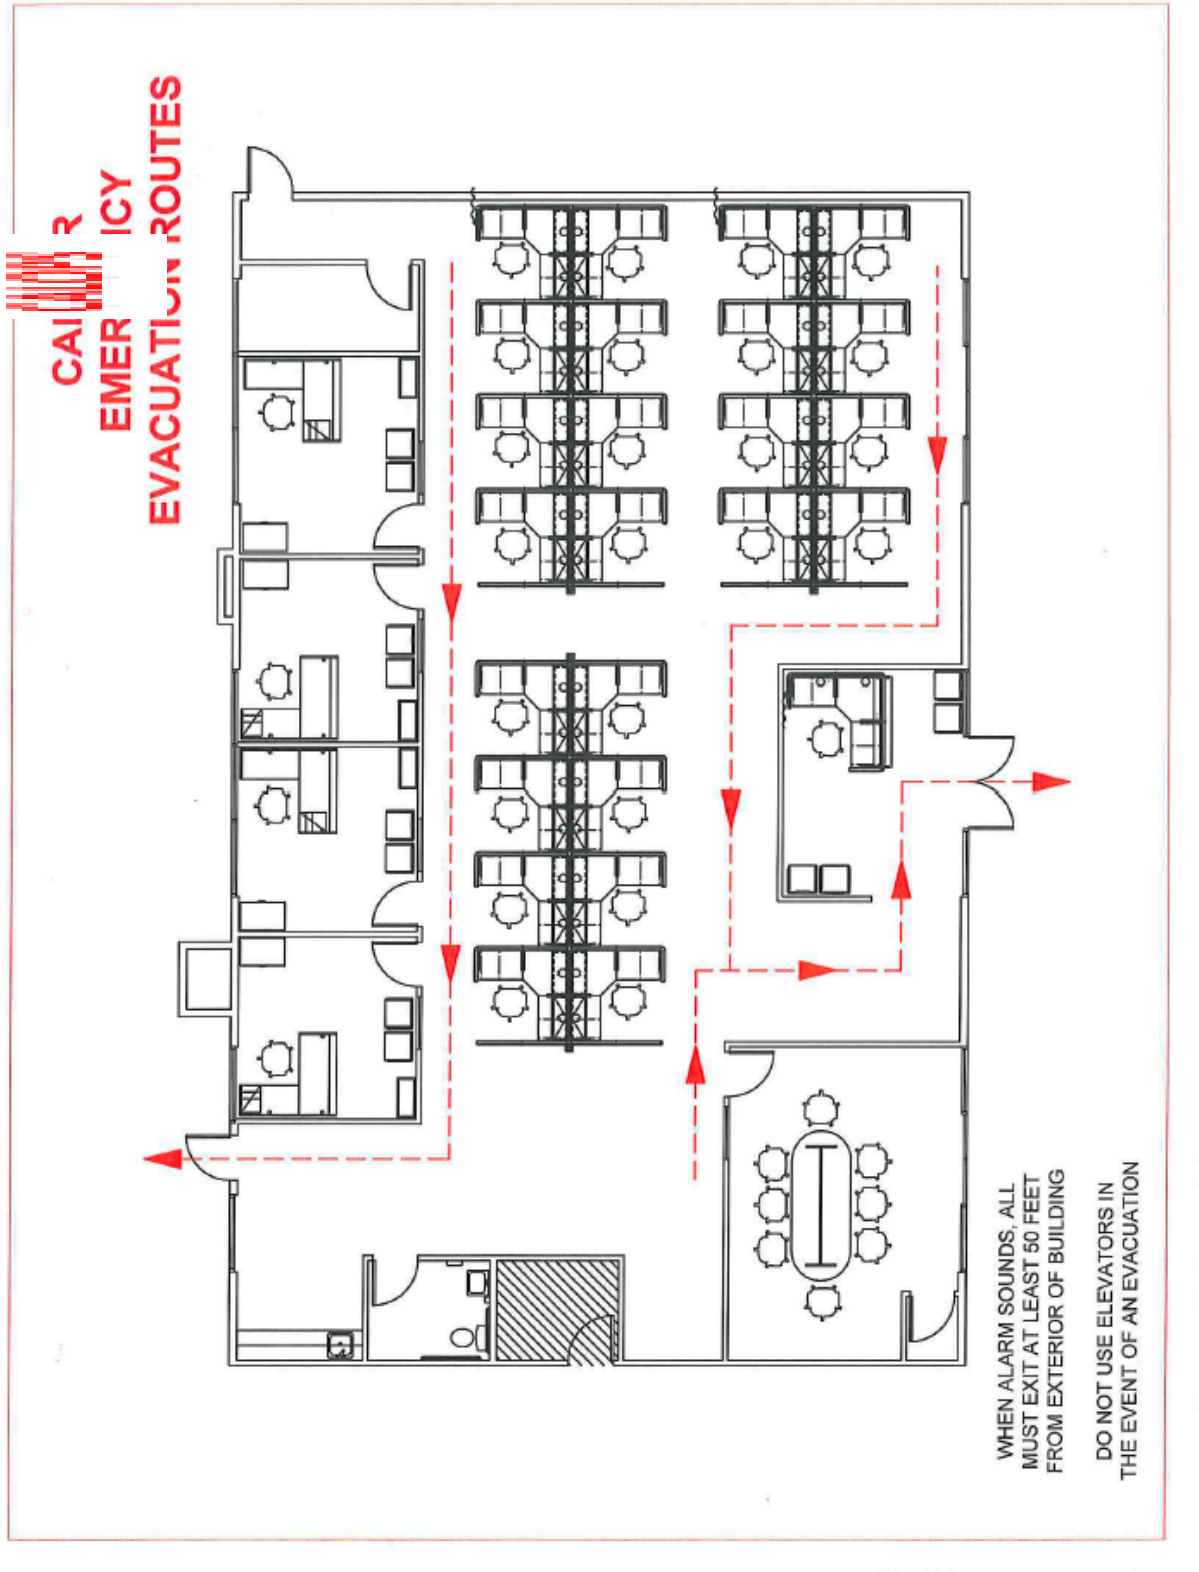 EVACUATION ROUTES
WHEN ALARM SOUNDS, ALL
MUST EXIT AT LEAST 50 FEET
FROM EXTERIOR OF BUILDING
DO NOT USE ELEVATORS IN
THE EVENT OF AN EVACUATION